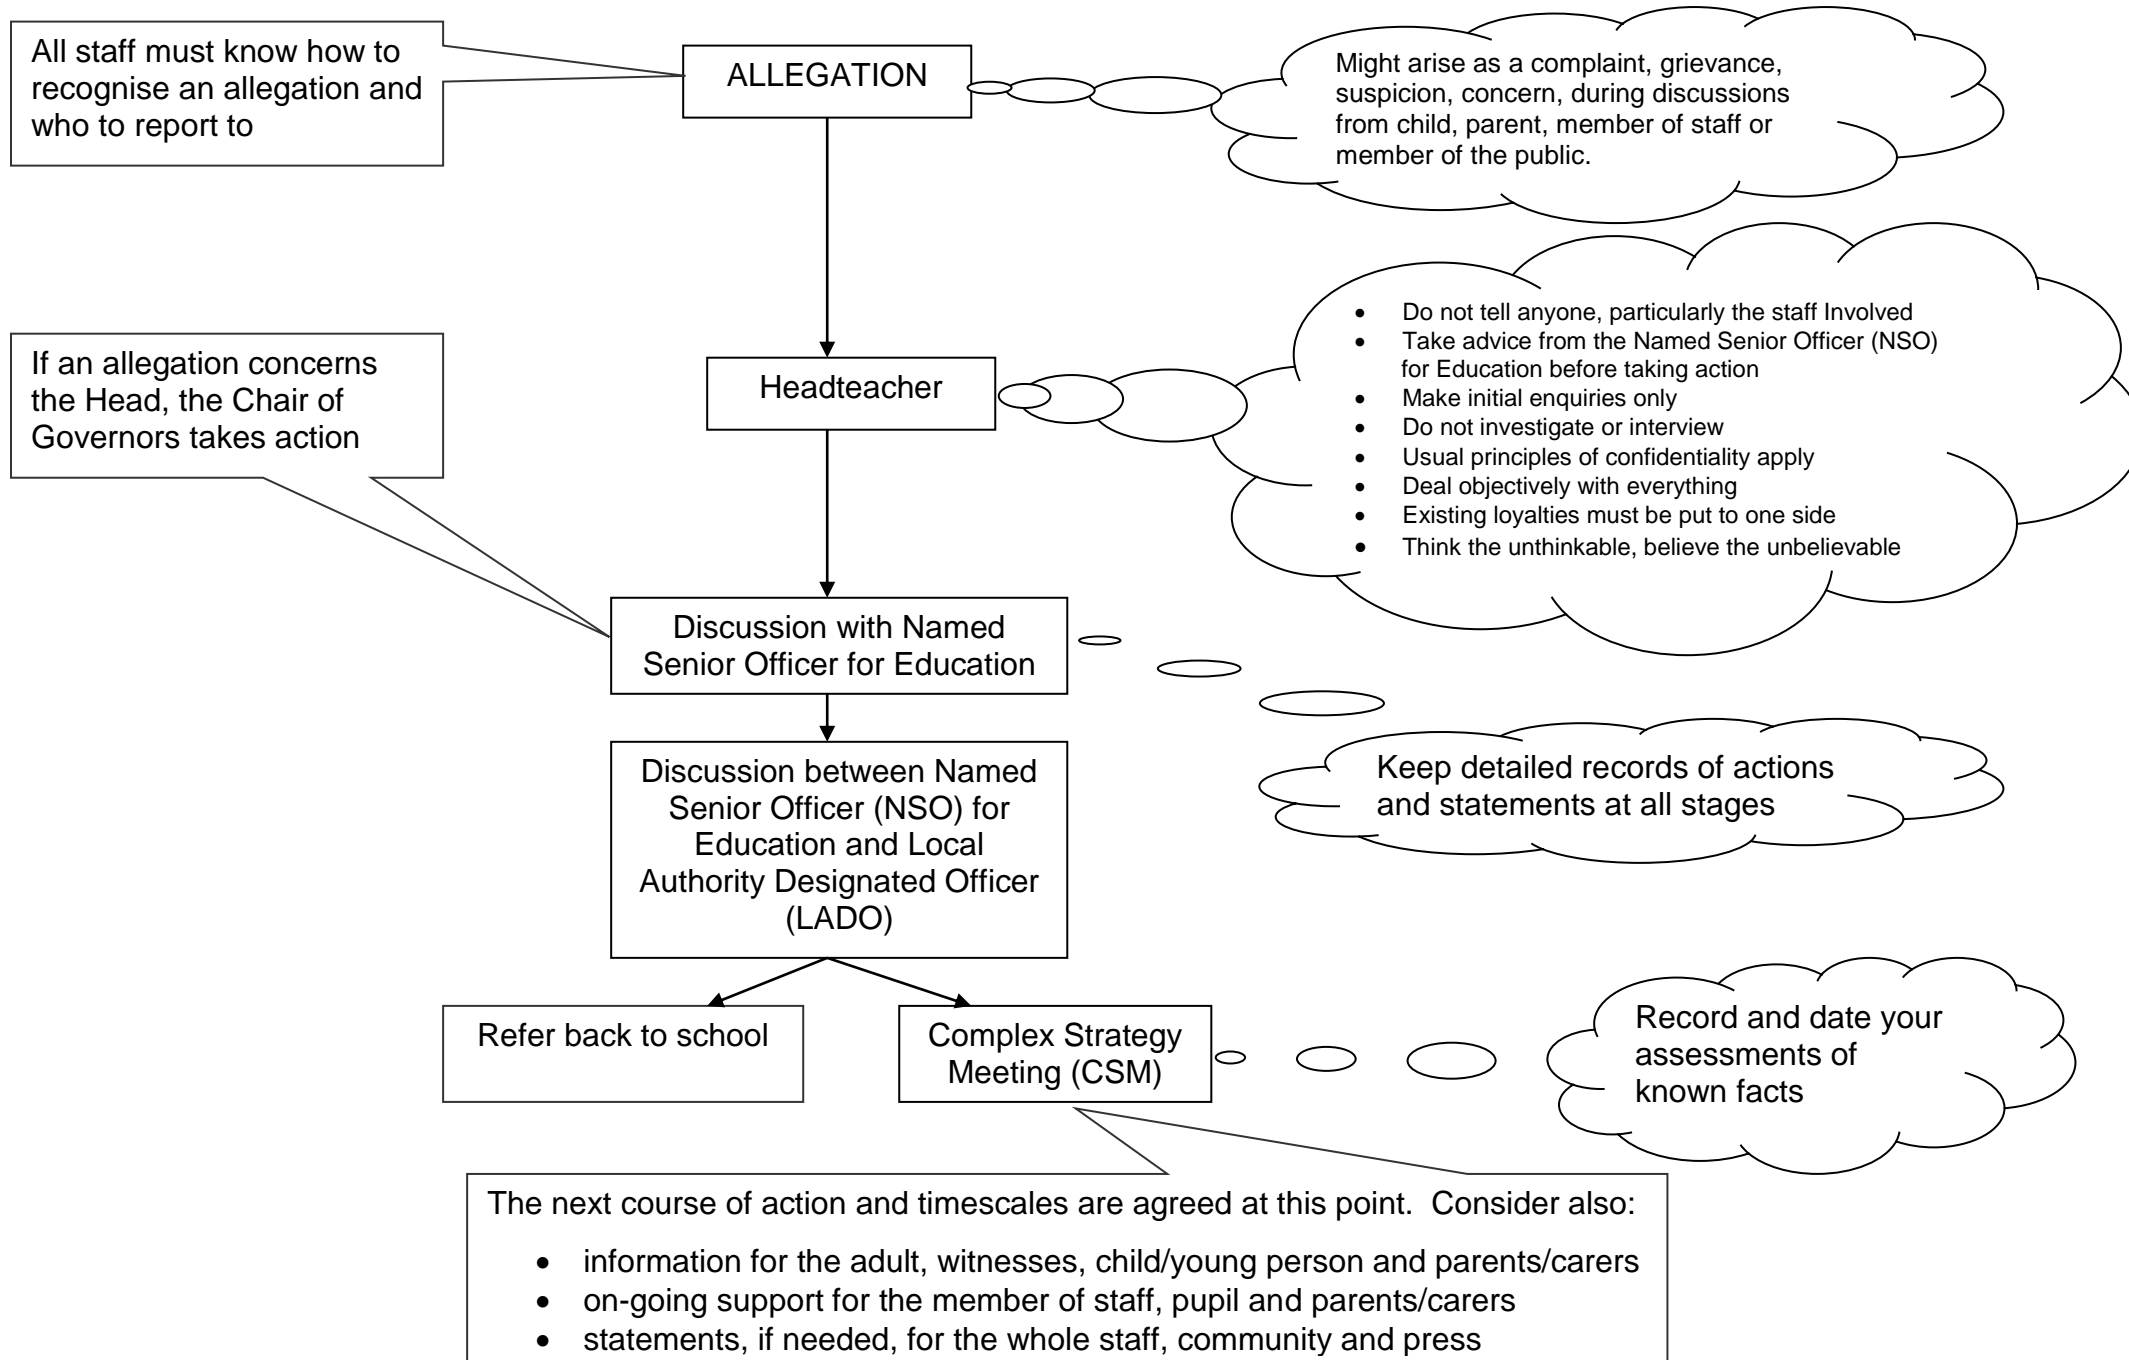 All staff must know how to
recognise an allegation and
who to report to
ALLEGATION
Might arise as a complaint, grievance,
suspicion, concern, during discussions
from child, parent, member of staff or
member of the public.
If an allegation concerns
the Head, the Chair of
Governors takes action
Headteacher
• Do not tell anyone, particularly the staff Involved
• Take advice from the Named Senior Officer (NSO)
for Education before taking action
• Make initial enquiries only
• Do not investigate or interview
• Usual principles of confidentiality apply
• Deal objectively with everything
• Existing loyalties must be put to one side
• Think the unthinkable, believe the unbelievable
Discussion with Named
Senior Officer for Education
Discussion between Named
Senior Officer (NSO) for
Education and Local
Authority Designated Officer
(LADO)
Keep detailed records of actions
and statements at all stages
Refer back to school
Complex Strategy
Meeting (CSM)
Record and date your
assessments of
known facts
The next course of action and timescales are agreed at this point.  Consider also:
• information for the adult, witnesses, child/young person and parents/carers
• on-going support for the member of staff, pupil and parents/carers
• statements, if needed, for the whole staff, community and press